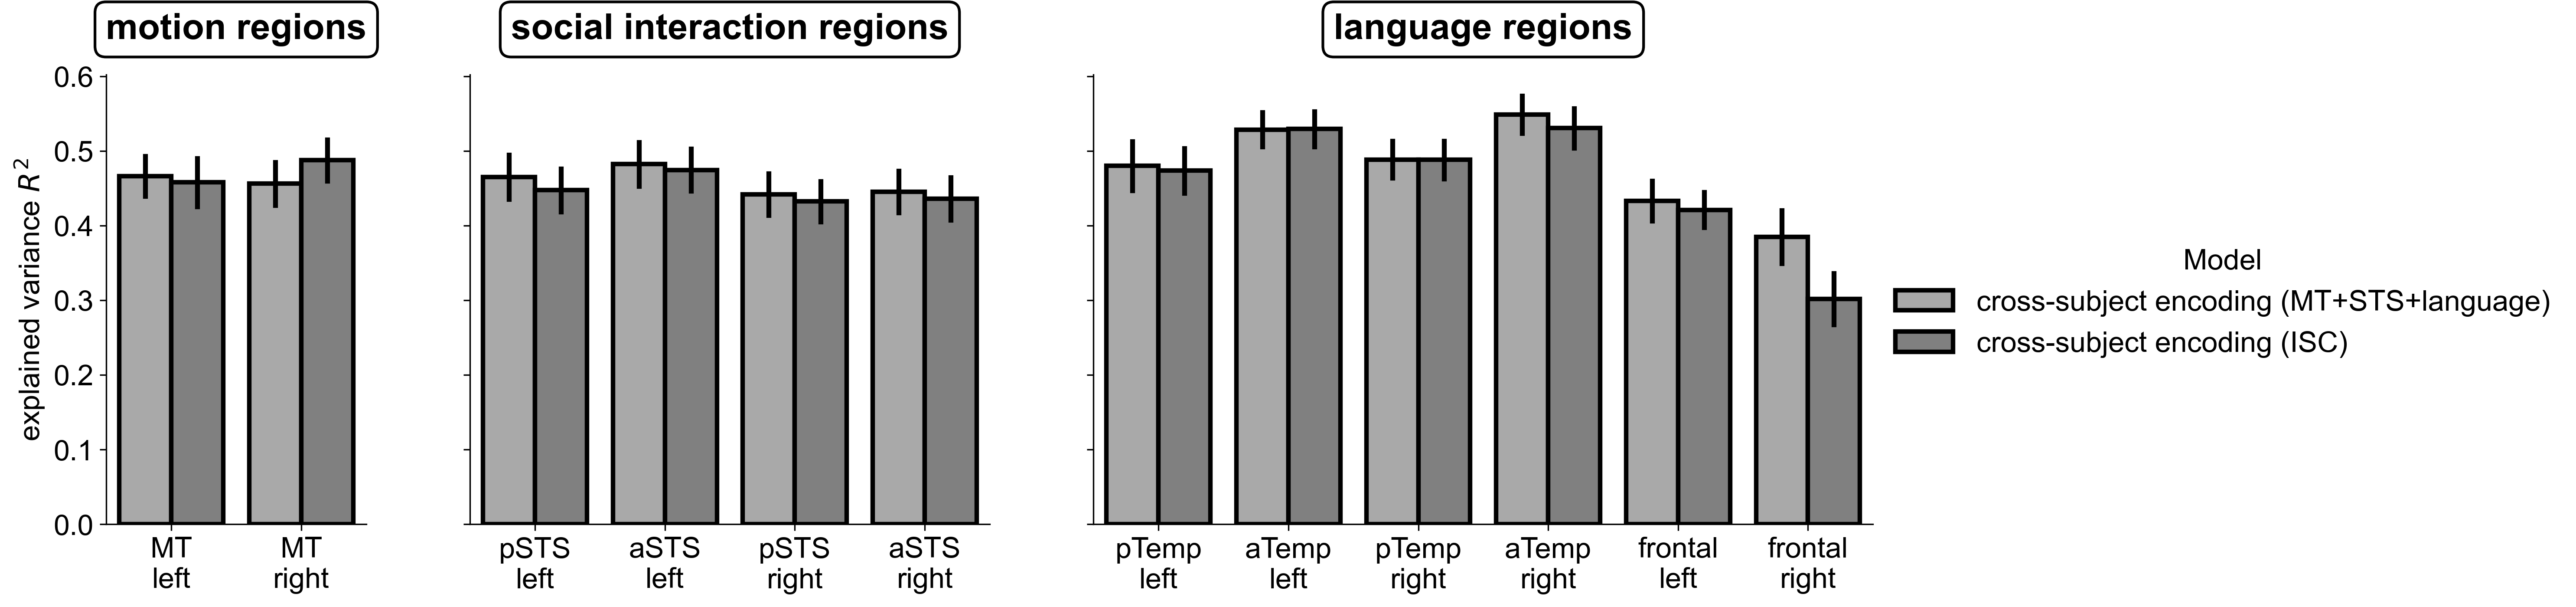 motion regions
social interaction regions
language regions
explained variance R²
0.6
0.5
0.4
0.3
0.2
0.1
0.0
MT
left
MT
right
pSTS
left
aSTS
left
pSTS
right
aSTS
right
pTemp
left
aTemp
left
pTemp
right
aTemp
right
frontal
left
frontal
right
Model
cross-subject encoding (MT+STS+language)
cross-subject encoding (ISC)